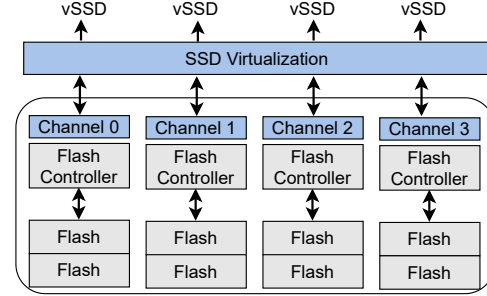 vSSD vSSD vSSD vSSD
SSD Virtualization
Channel 0 Channel 1 Channel 2 Channel 3
Flash Flash Flash Flash
Controller Controller Controller Controller
Flash Flash Flash Flash
Flash Flash Flash Flash